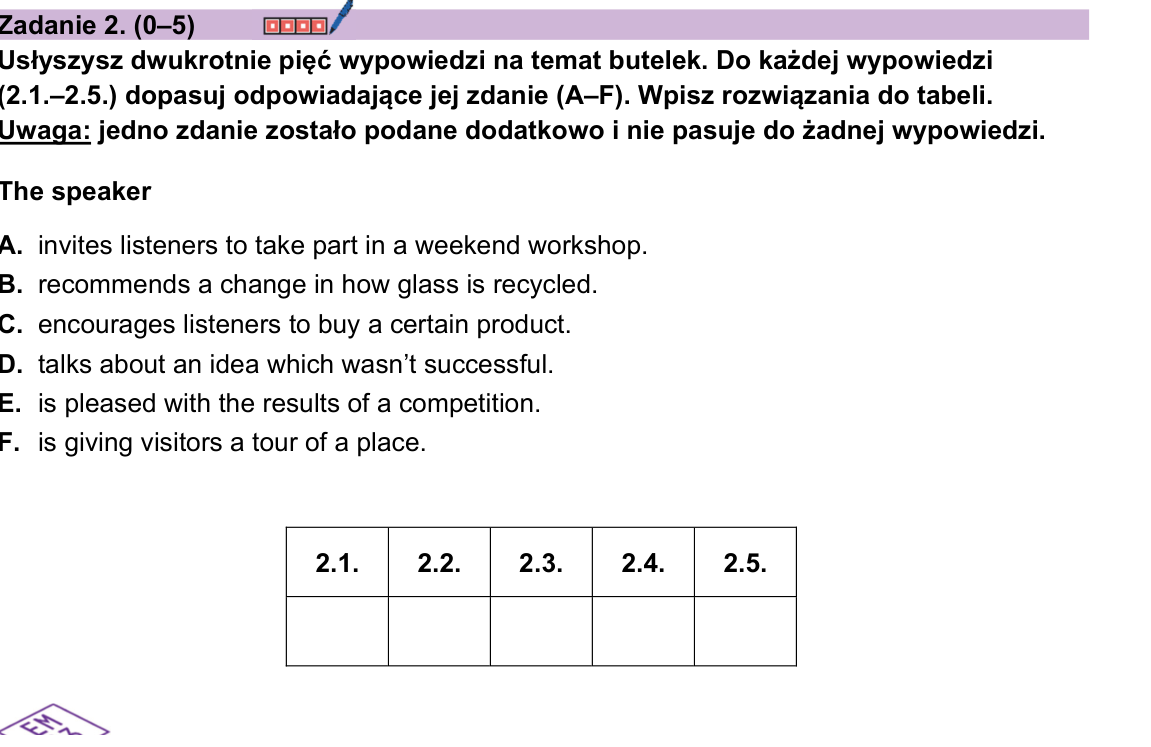 Zadanie 2. (0–5)
Usłyszysz dwukrotnie pięć wypowiedzi na temat butelek. Do każdej wypowiedzi
(2.1.–2.5.) dopasuj odpowiadające jej zdanie (A–F). Wpisz rozwiązania do tabeli.
Uwaga: jedno zdanie zostało podane dodatkowo i nie pasuje do żadnej wypowiedzi.
The speaker
A. invites listeners to take part in a weekend workshop.
B. recommends a change in how glass is recycled.
C. encourages listeners to buy a certain product.
D. talks about an idea which wasn’t successful.
E. is pleased with the results of a competition.
F. is giving visitors a tour of a place.
2.1. 2.2. 2.3. 2.4. 2.5.